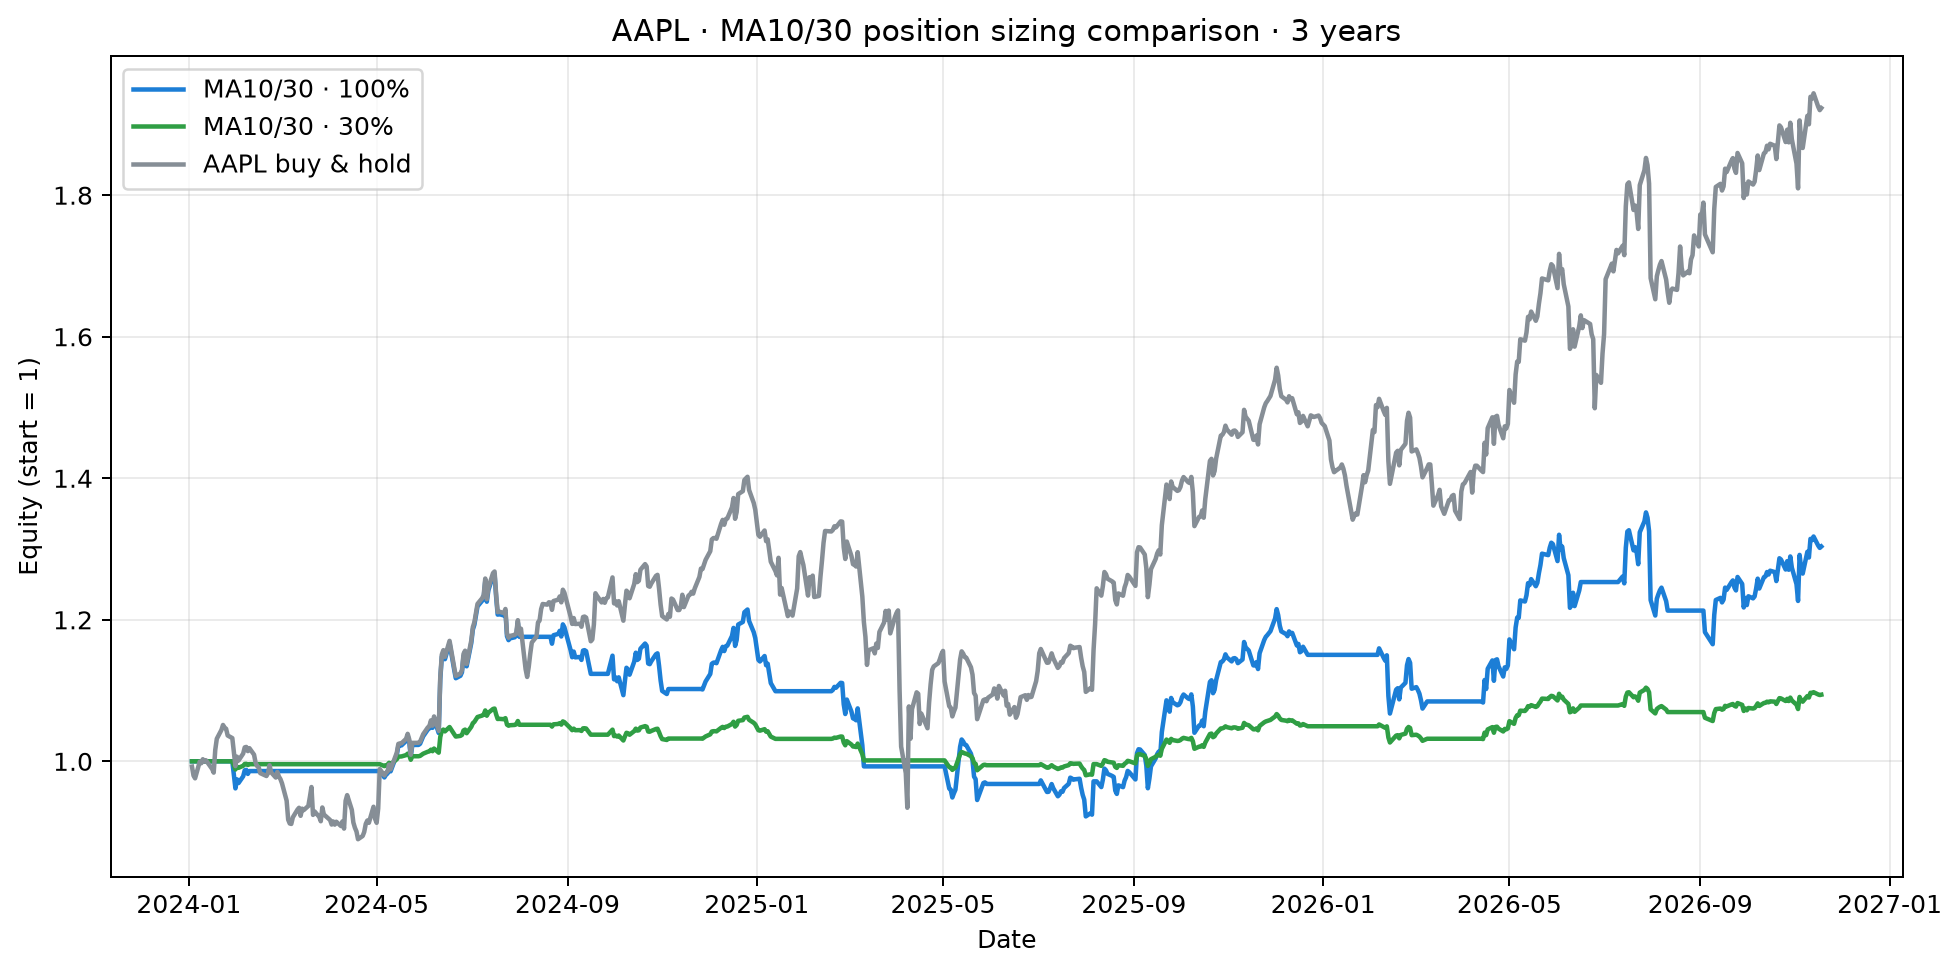 AAPL · MA10/30 position sizing comparison · 3 years
MA10/30 · 100%
MA10/30 · 30%
AAPL buy & hold
Equity (start = 1)
1.8
1.6
1.4
1.2
1.0
2024-01 2024-05 2024-09 2025-01 2025-05 2025-09 2026-01 2026-05 2026-09 2027-01
Date